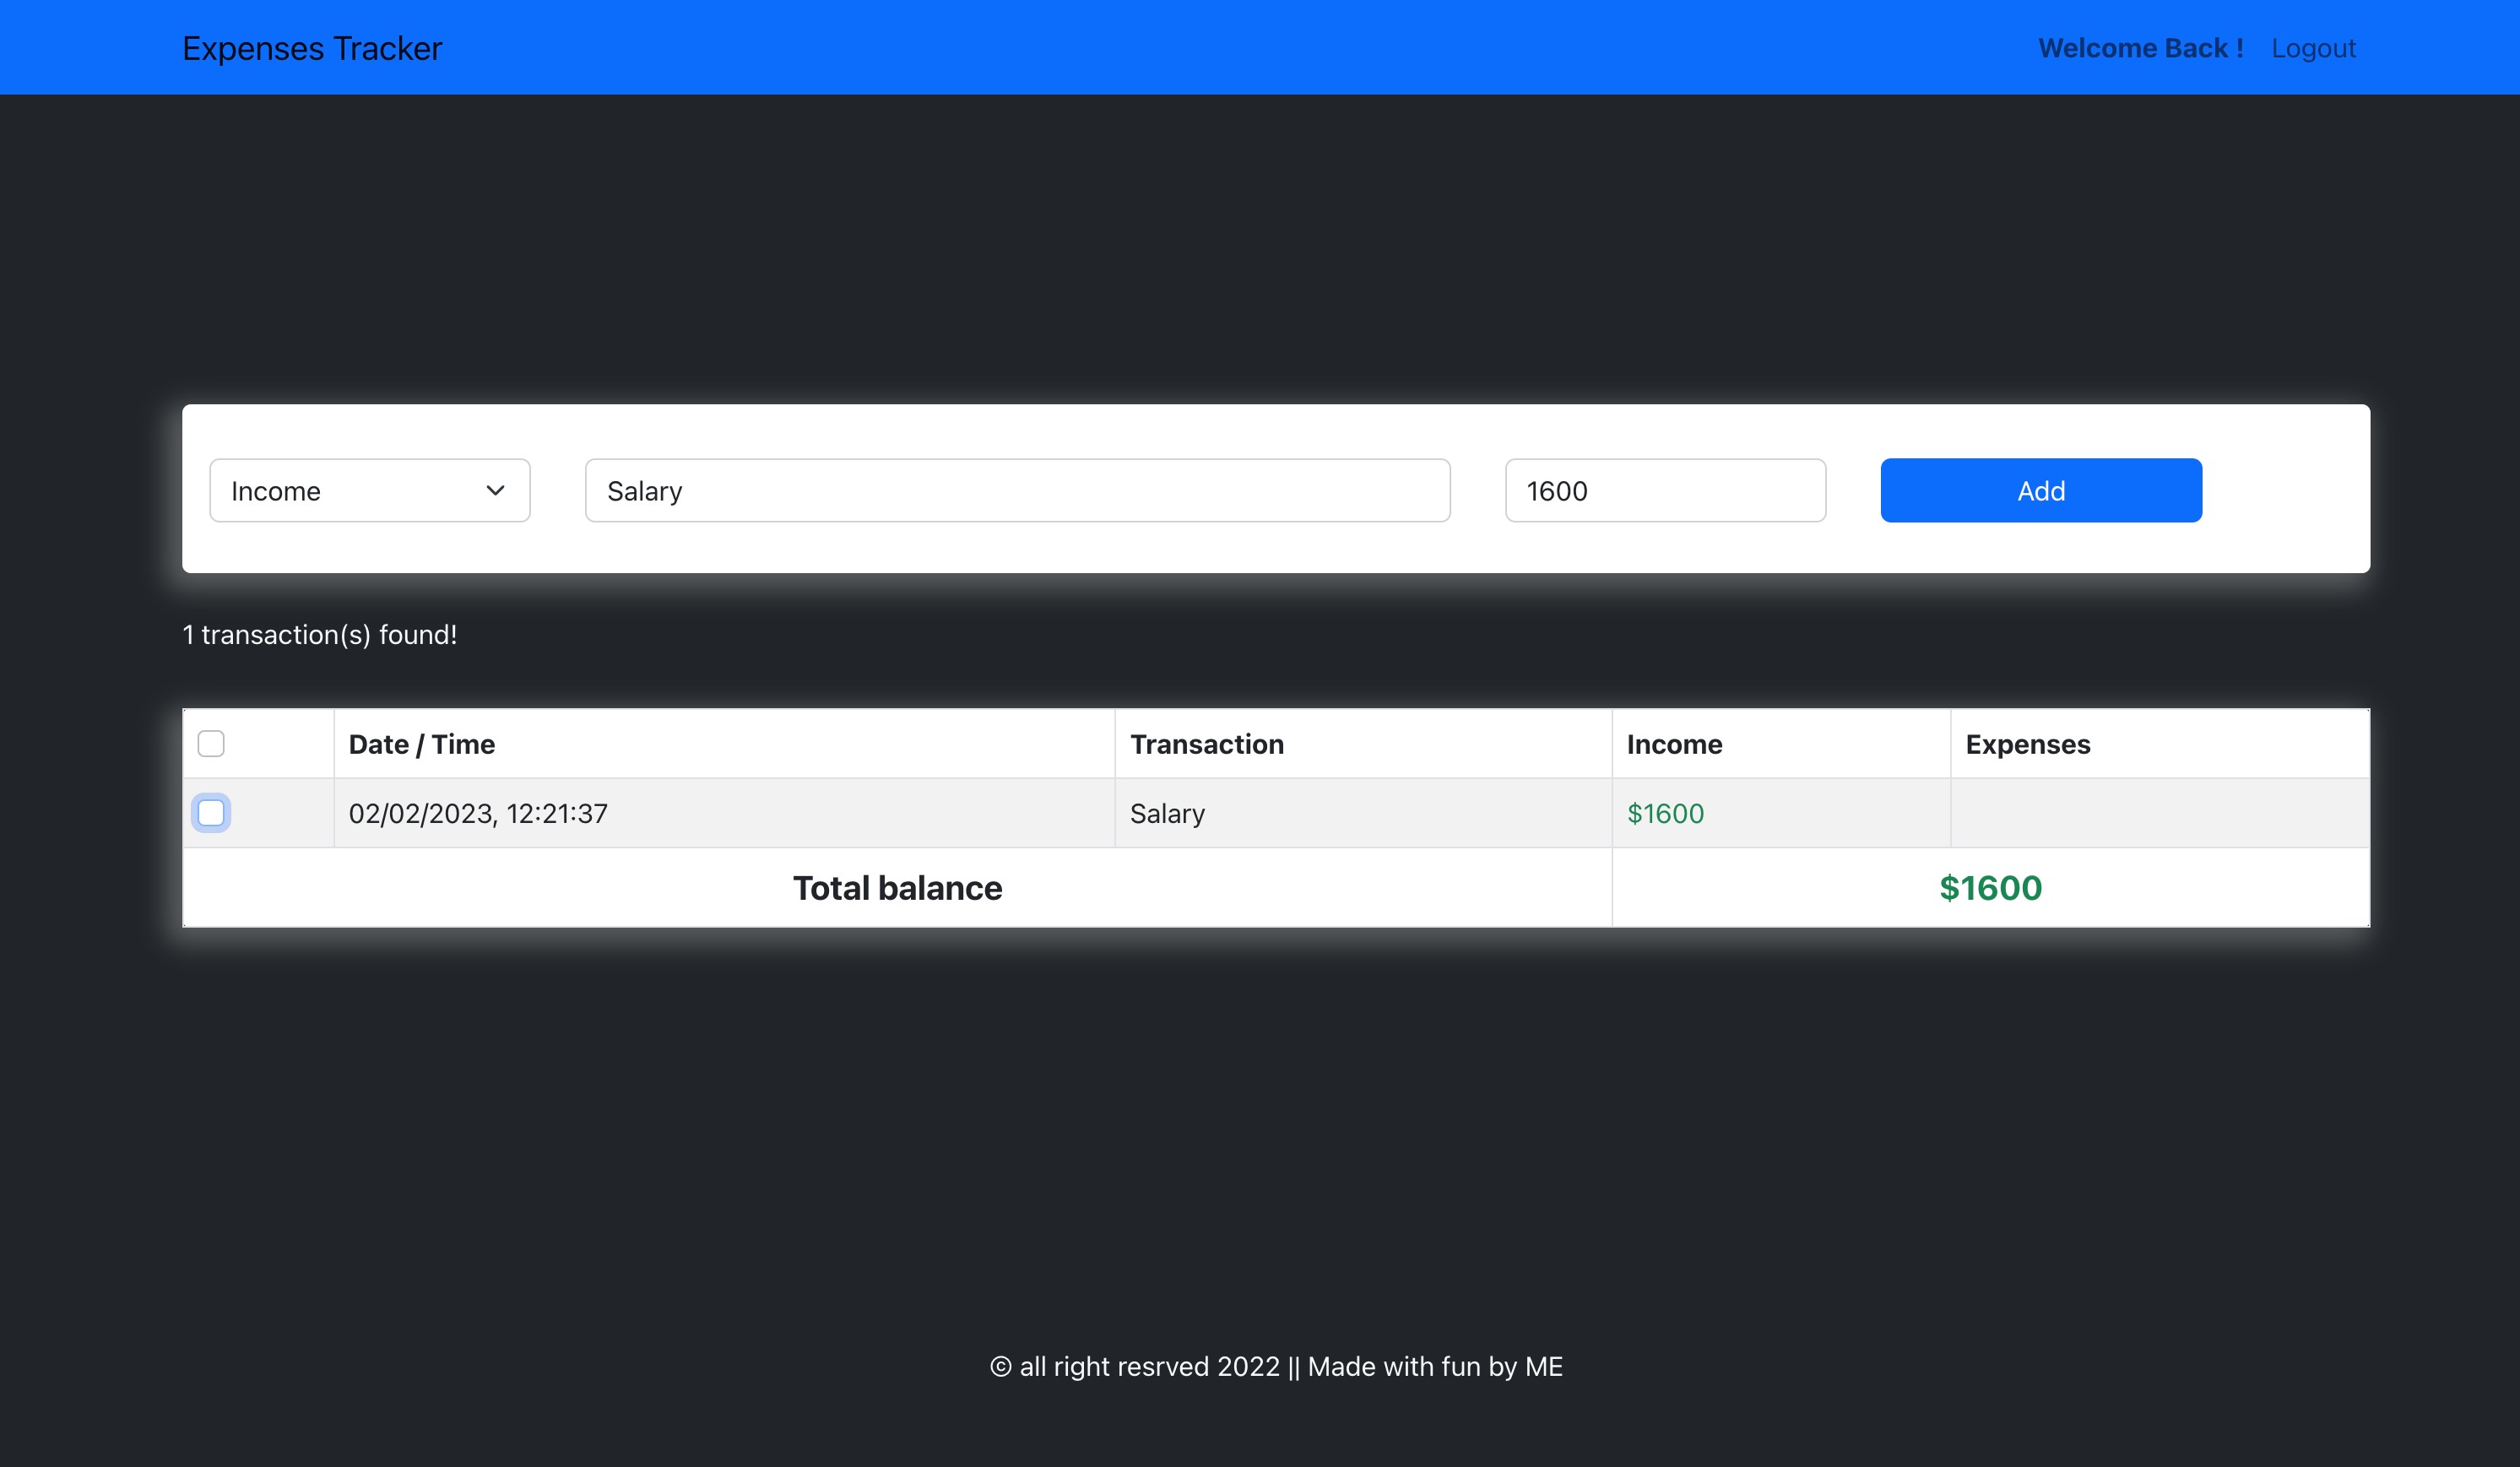 Expenses Tracker
Welcome Back ! Logout
Income Salary 1600 Add
1 transaction(s) found!
Date / Time Transaction Income Expenses
02/02/2023, 12:21:37 Salary $1600
Total balance $1600
© all right resrved 2022 || Made with fun by ME